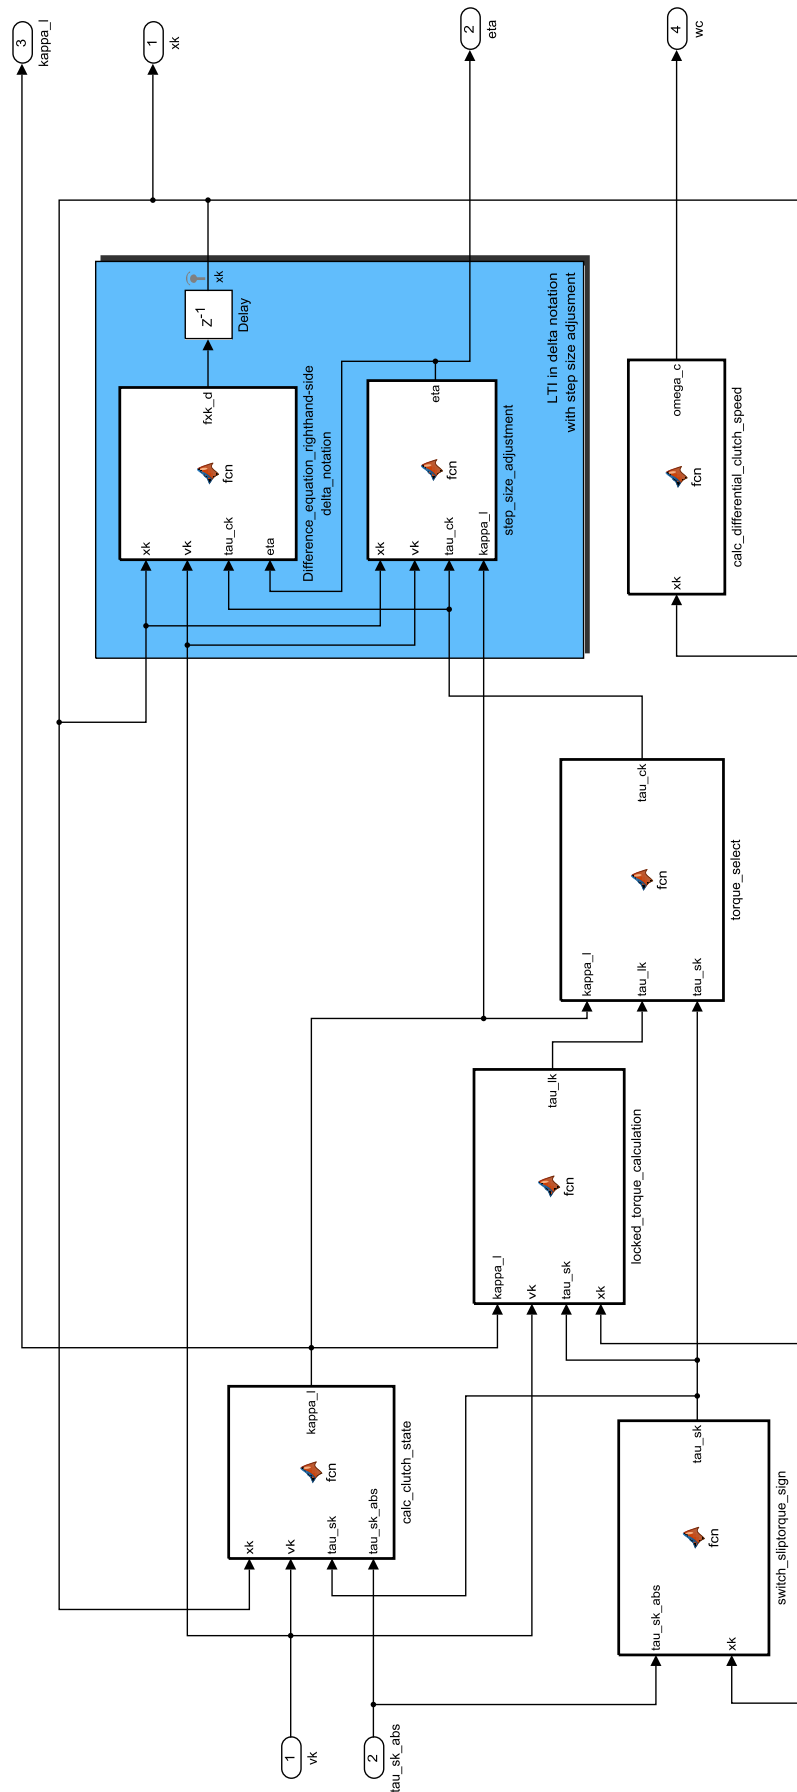 1
vk
2
tau_sk_abs
xk
vk
tau_sk
tau_sk_abs
fcn
kappa_l
calc_clutch_state
tau_sk_abs
xk
fcn
tau_sk
switch_sliptorque_sign
kappa_l
vk
tau_sk
xk
fcn
tau_lk
locked_torque_calculation
kappa_l
tau_lk
tau_sk
fcn
tau_ck
torque_select
xk
vk
tau_ck
eta
fcn
fxk_d
Difference_equation_righthand-side
delta_notation
Z-1
Delay
xk
xk
vk
tau_ck
kappa_l
fcn
eta
step_size_adjustment
LTI in delta notation
with step size adjusment
xk
fcn
omega_c
calc_differential_clutch_speed
3
kappa_l
1
xk
2
eta
4
wc